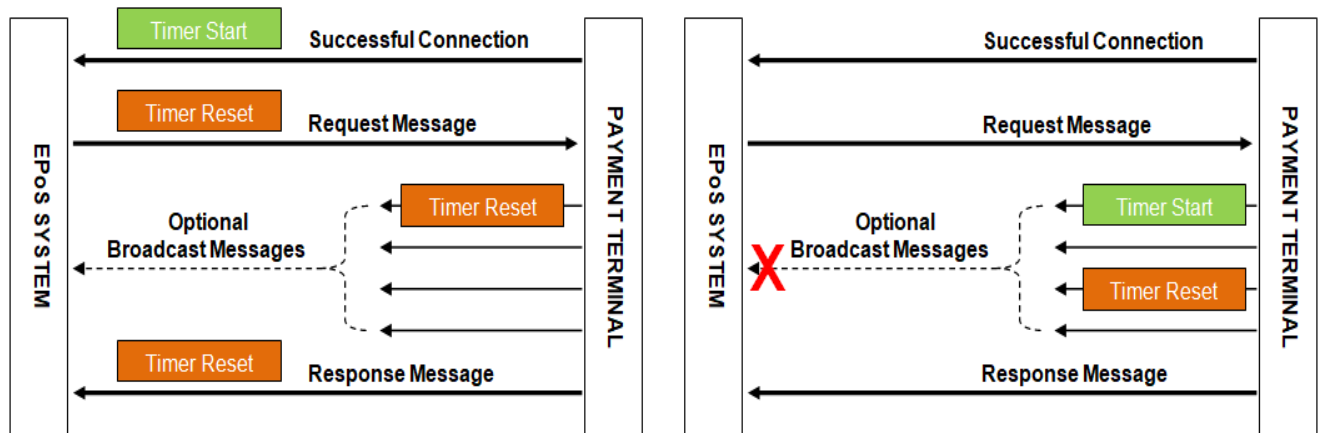 Timer Start
Successful Connection
Timer Reset
Request Message
EPoS SYSTEM
PAYMENT TERMINAL
Timer Reset
Optional
Broadcast Messages
Timer Reset
Response Message
Successful Connection
Request Message
EPoS SYSTEM
PAYMENT TERMINAL
Timer Start
Optional
Broadcast Messages
X
Timer Reset
Response Message